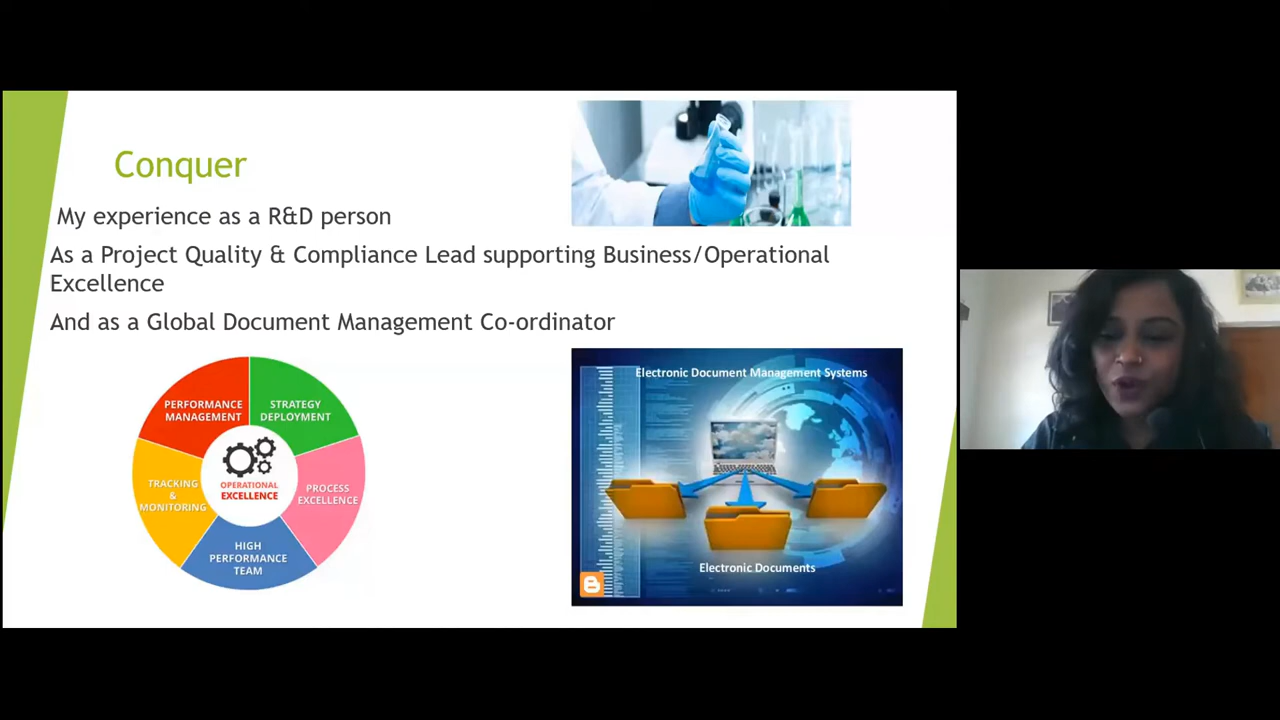 Conquer
My experience as a R&D person
As a Project Quality & Compliance Lead supporting Business/Operational
Excellence
And as a Global Document Management Co-ordinator
PERFORMANCE
MANAGEMENT
STRATEGY
DEPLOYMENT
TRACKING
&
MONITORING
OPERATIONAL
EXCELLENCE
PROCESS
EXCELLENCE
HIGH
PERFORMANCE
TEAM
Electronic Document Management Systems
Electronic Documents